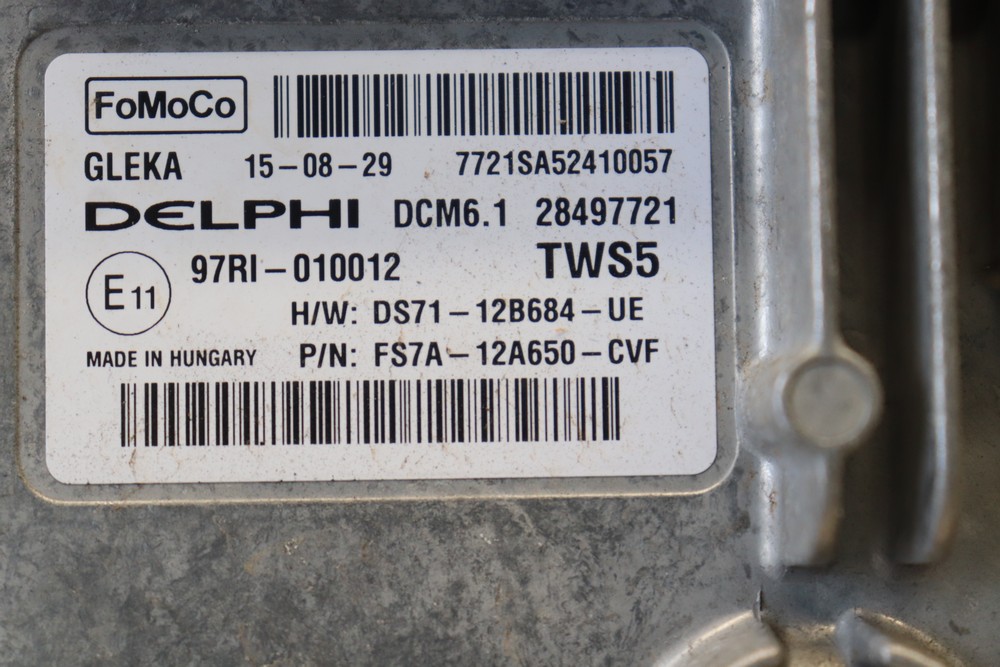 FoMoCo
GLEKA 15-08-29 7721SA52410057
DELPHI DCM6.1 28497721
E11 97RI-010012 TWS5
H/W: DS71-12B684-UE
MADE IN HUNGARY P/N: FS7A-12A650-CVF